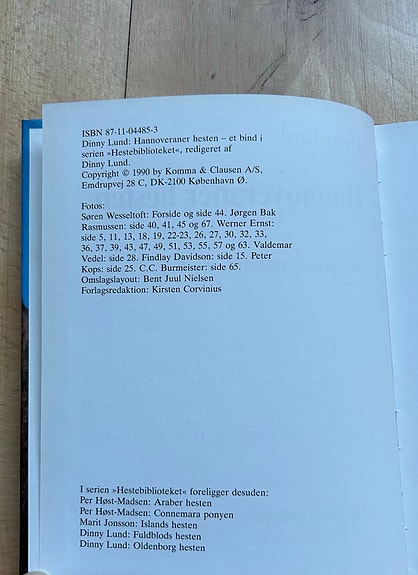 ISBN 87-11-04485-3
Dinny Lund: Hannoveraner hesten – et bind i
serien »Hestebiblioteket«, redigeret af
Dinny Lund.
Copyright © 1990 by Komma & Clausen A/S,
Emdrupvej 28 C, DK-2100 København Ø.
Fotos:
Søren Wesseltoft: Forside og side 44. Jørgen Bak
Rasmussen: side 40, 41, 45 og 67. Werner Ernst:
side 5, 11, 13, 18, 19, 22-23, 26, 27, 30, 32, 33,
36, 37, 39, 43, 47, 49, 51, 53, 55, 57 og 63. Valdemar
Vedel: side 28. Findlay Davidson: side 15. Peter
Kops: side 25. C.C. Burmeister: side 65.
Omslagslayout: Bent Juul Nielsen
Forlagsredaktion: Kirsten Corvinius
I serien »Hestebiblioteket« foreligger desuden:
Per Høst-Madsen: Araber hesten
Per Høst-Madsen: Connemara ponyen
Marit Jonsson: Islands hesten
Dinny Lund: Fuldblods hesten
Dinny Lund: Oldenborg hesten